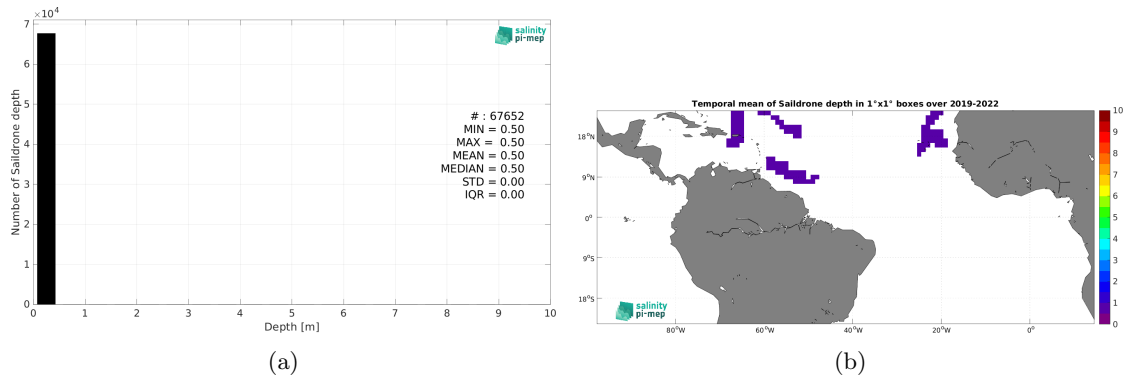 ×10⁴
7
6
5
4
3
2
1
0
Number of Saildrone depth
salinity
pi-mep
# : 67652
MIN = 0.50
MAX = 0.50
MEAN = 0.50
MEDIAN = 0.50
STD = 0.00
IQR = 0.00
0 1 2 3 4 5 6 7 8 9 10
Depth [m]
(a)
Temporal mean of Saildrone depth in 1°x1° boxes over 2019-2022
18°N
9°N
0°
9°S
18°S
salinity
pi-mep
80°W 60°W 40°W 20°W 0°
10
9
8
7
6
5
4
3
2
1
0
(b)